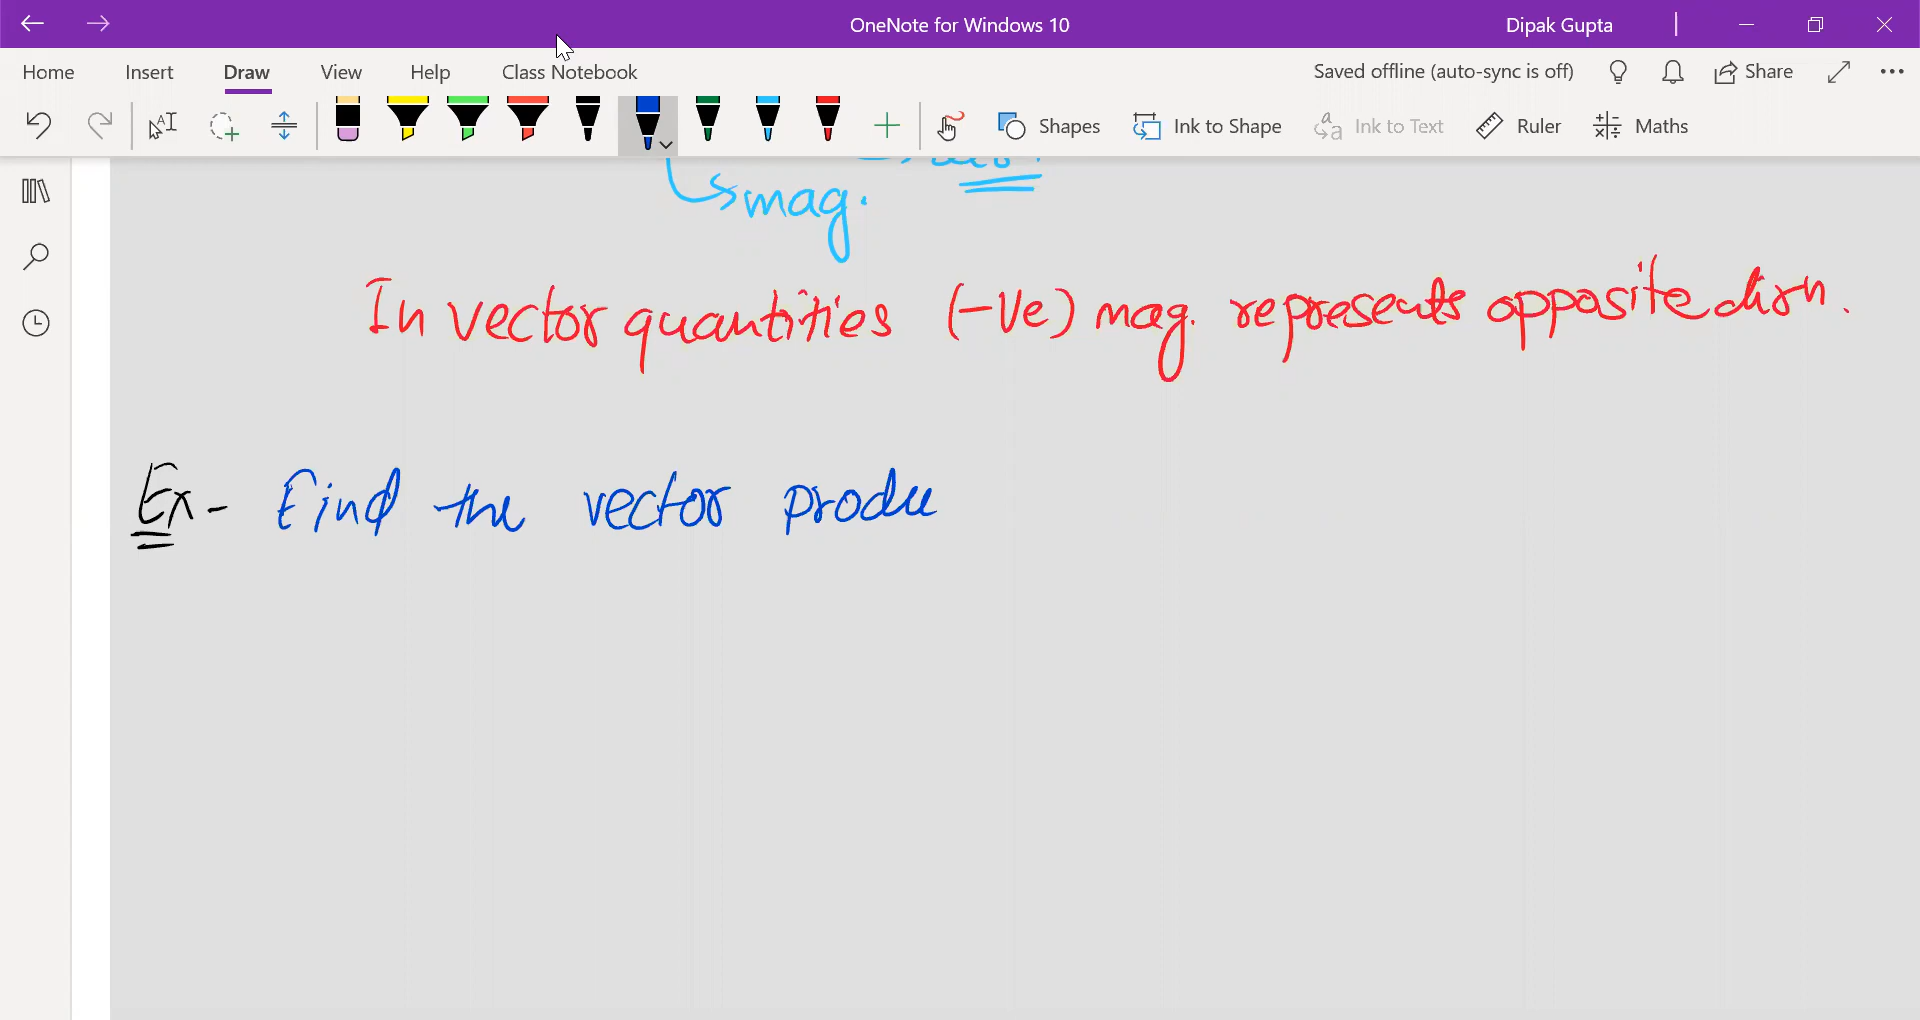 OneNote for Windows 10
Dipak Gupta
Home Insert Draw View Help Class Notebook
Saved offline (auto-sync is off) Share
Shapes Ink to Shape Ink to Text Ruler Maths
mag.
In vector quantities (-ve) mag. represents opposite dirn.
Ex- Find the vector produ